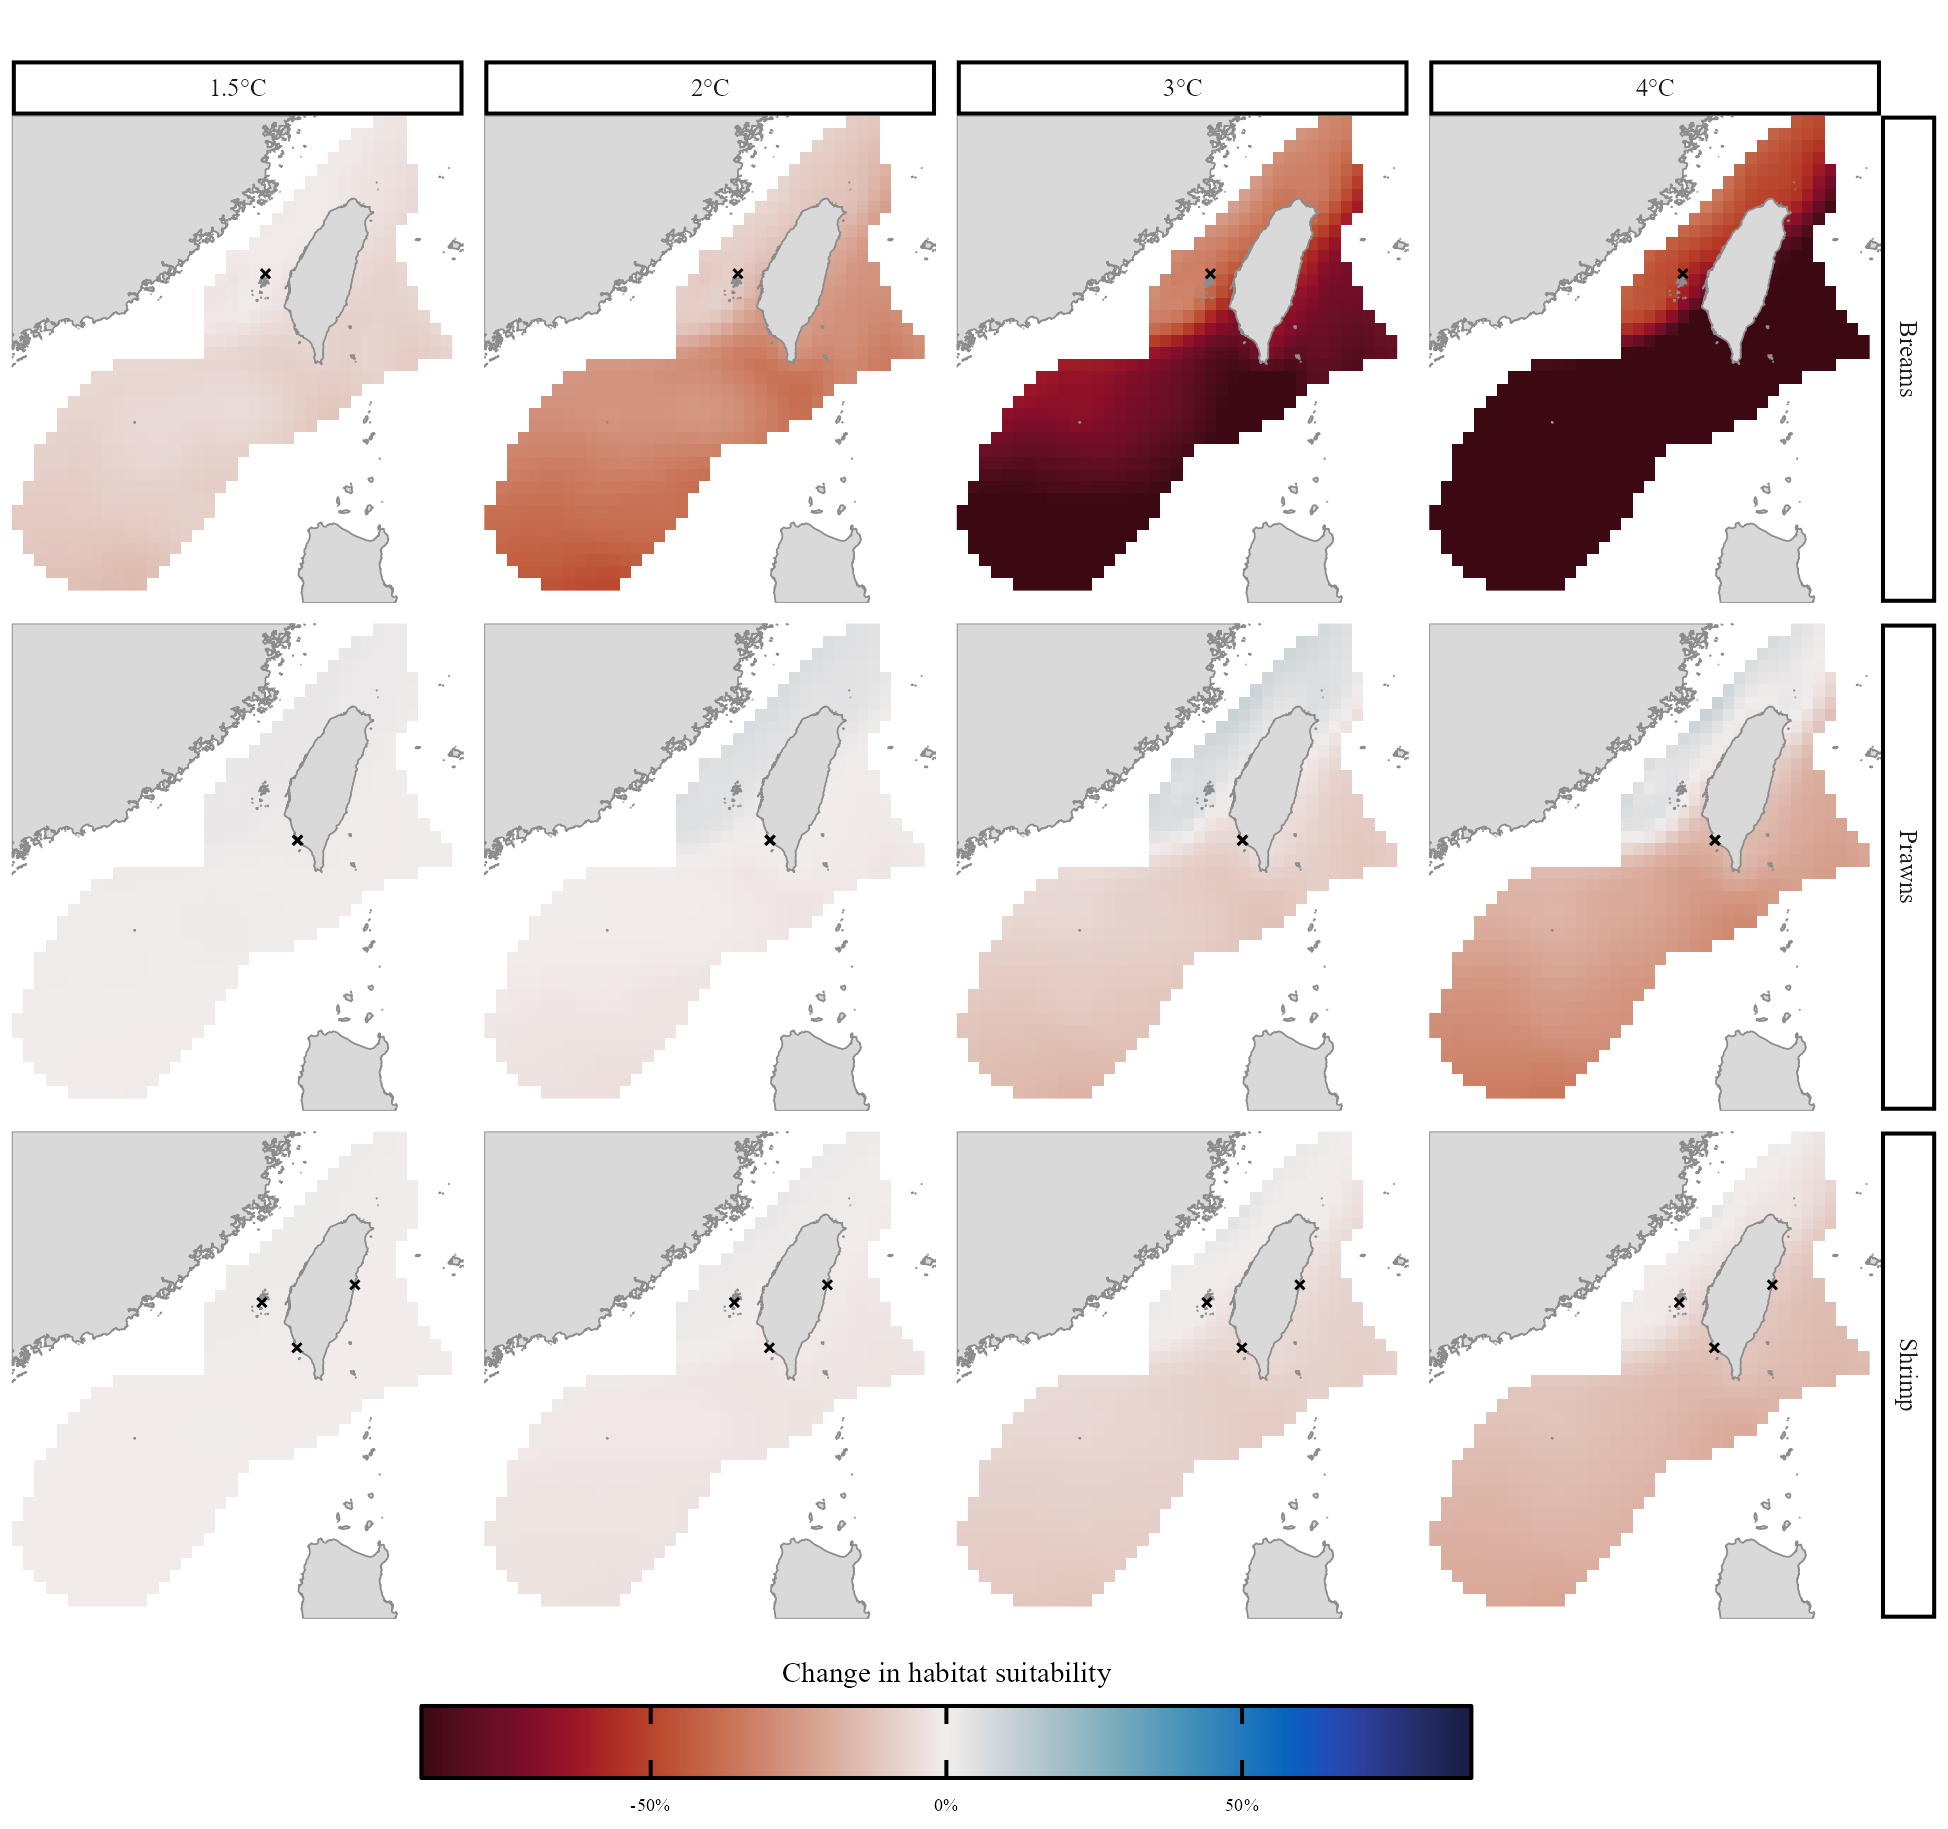 1.5°C
2°C
3°C
4°C
Breams
Prawns
Shrimp
Change in habitat suitability
-50%
0%
50%